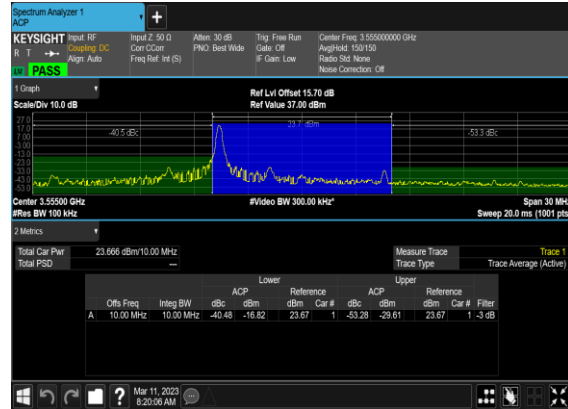 Spectrum Analyzer 1
ACP
KEYSIGHT Input: RF Input Z: 50 Ω Atten: 30 dB Trig: Free Run Center Freq: 3.555000000 GHz
R T Coupling: DC Corr CCorr PNO: Best Wide Gate: Off Avg|Hold: 150/150
Align: Auto Freq Ref: Int (S) IF Gain: Low Radio Std: None
PASS Noise Correction: Off
1 Graph Ref Lvl Offset 15.70 dB
Scale/Div 10.0 dB Ref Value 37.00 dBm
27.0
17.0 23.7 dBm
7.00 -40.5 dBc -53.3 dBc
-3.00
-13.0
-23.0
-33.0
-43.0
-53.0
Center 3.55500 GHz #Video BW 300.00 kHz* Span 30 MHz
#Res BW 100 kHz Sweep 20.0 ms (1001 pts
2 Metrics
Total Car Pwr 23.666 dBm/10.00 MHz Measure Trace Trace 1
Total PSD --- Trace Type Trace Average (Active)
Lower Upper
ACP Reference ACP Reference
Offs Freq Integ BW dBc dBm dBm Car # dBc dBm dBm Car # Filter
A 10.00 MHz 10.00 MHz -40.48 -16.82 23.67 1 -53.28 -29.61 23.67 1 -3 dB
? Mar 11, 2023
8:20:06 AM